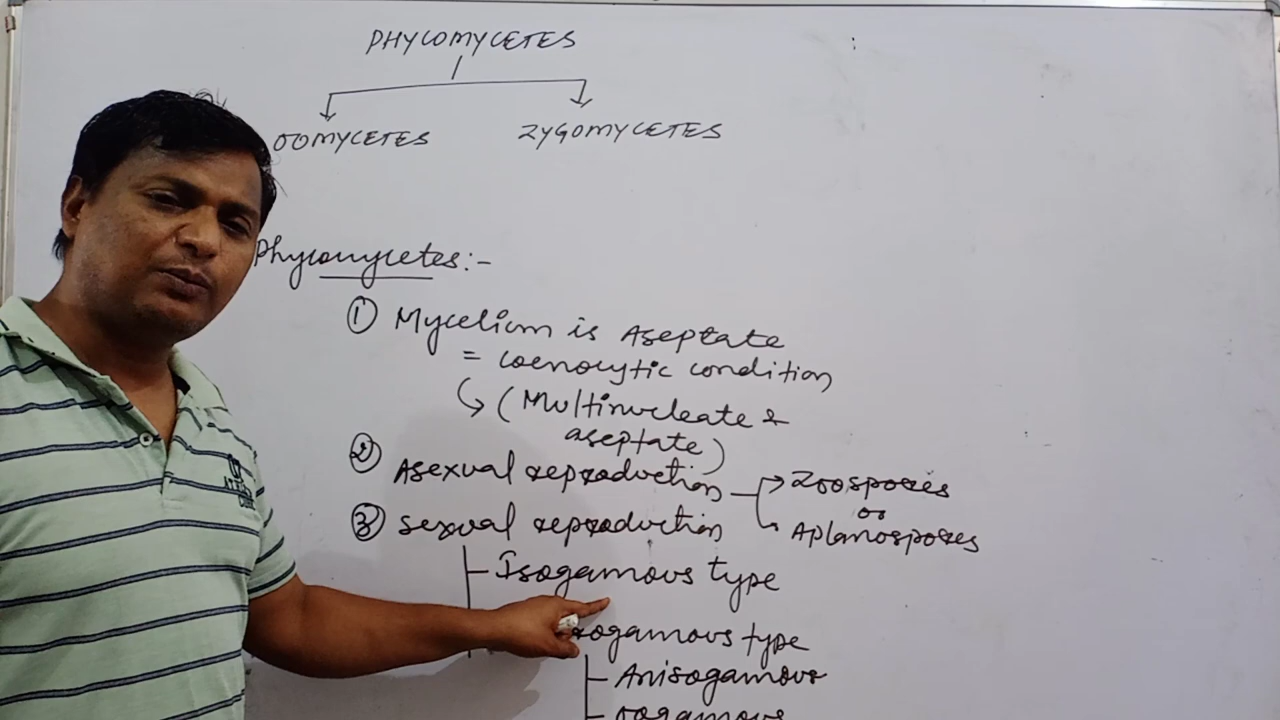 PHYCOMYCETES
OOMYCETES ZYGOMYCETES
Phycomycetes:-
① Mycelium is Aseptate
= coenocytic condition
(Multinucleate &
aseptate)
② Asexual reproduction Zoospores
or
Aplanospores
③ Sexual reproduction
Isogamous type
ogamous type
Anisogamous
oogamous